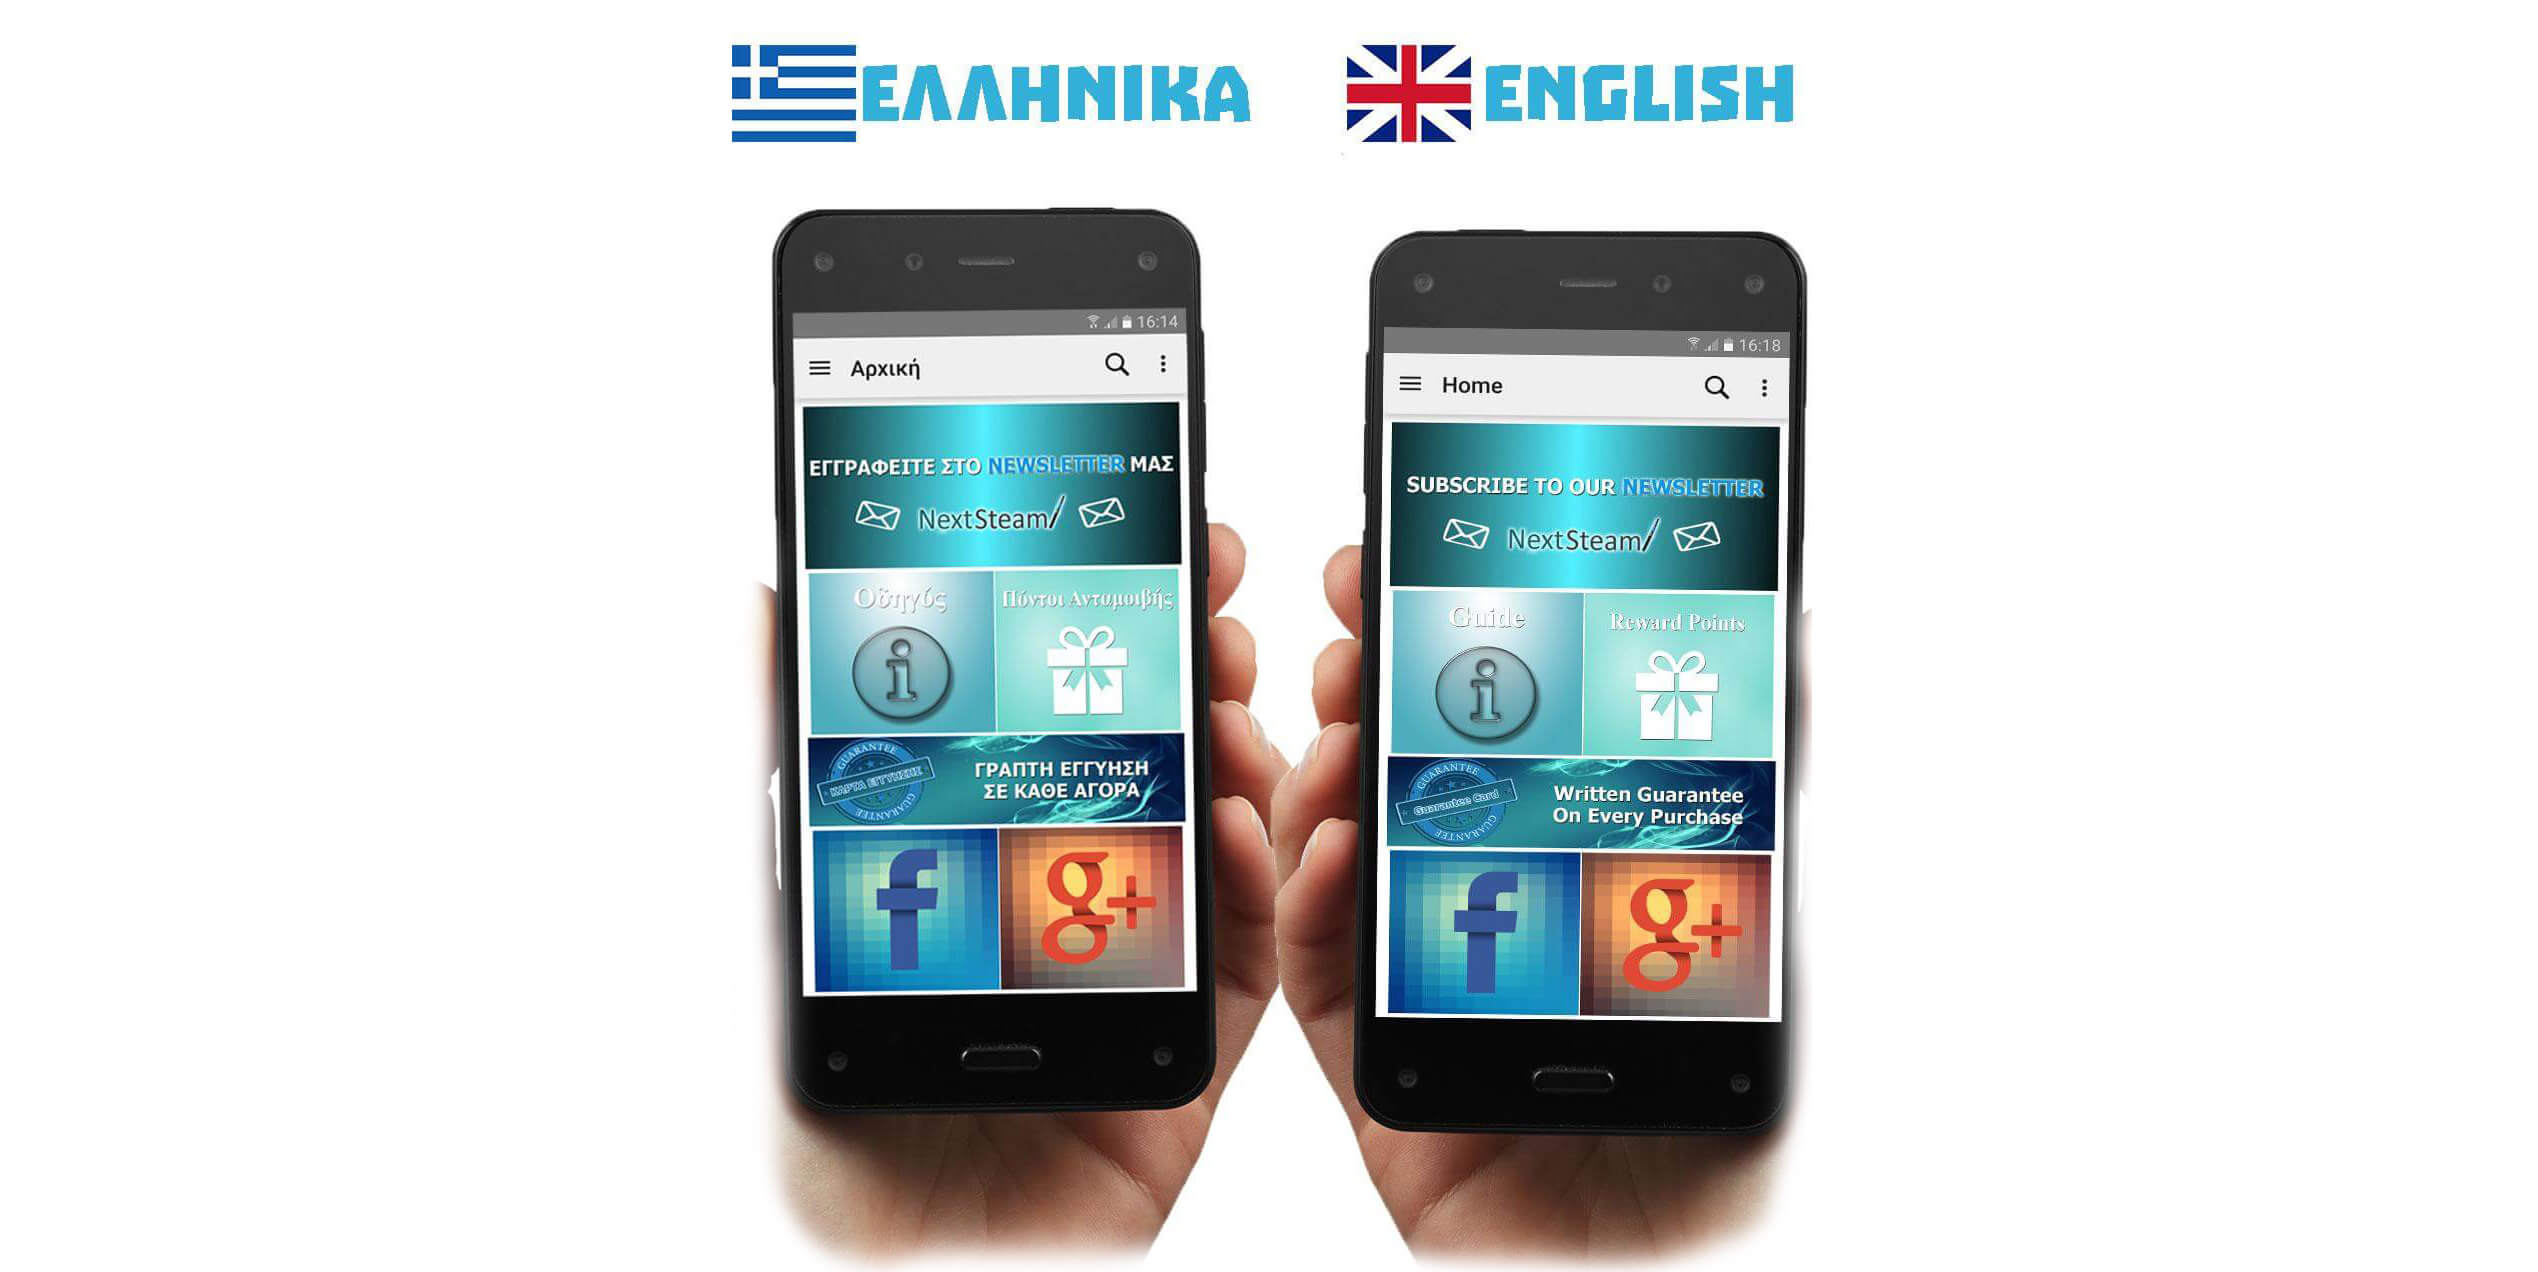 ΕΛΛΗΝΙΚΑ
16:14
Αρχική
ΕΓΓΡΑΦΕΙΤΕ ΣΤΟ NEWSLETTER ΜΑΣ
NextSteam
Οδηγός
Πόντοι Ανταμοιβής
GUARANTEE
ΚΑΡΤΑ ΕΓΓΥΗΣΗΣ
GUARANTEE
ΓΡΑΠΤΗ ΕΓΓΥΗΣΗ
ΣΕ ΚΑΘΕ ΑΓΟΡΑ
f
g+
ENGLISH
16:18
Home
SUBSCRIBE TO OUR NEWSLETTER
NextSteam
Guide
Reward Points
GUARANTEE
Guarantee Card
GUARANTEE
Written Guarantee
On Every Purchase
f
g+